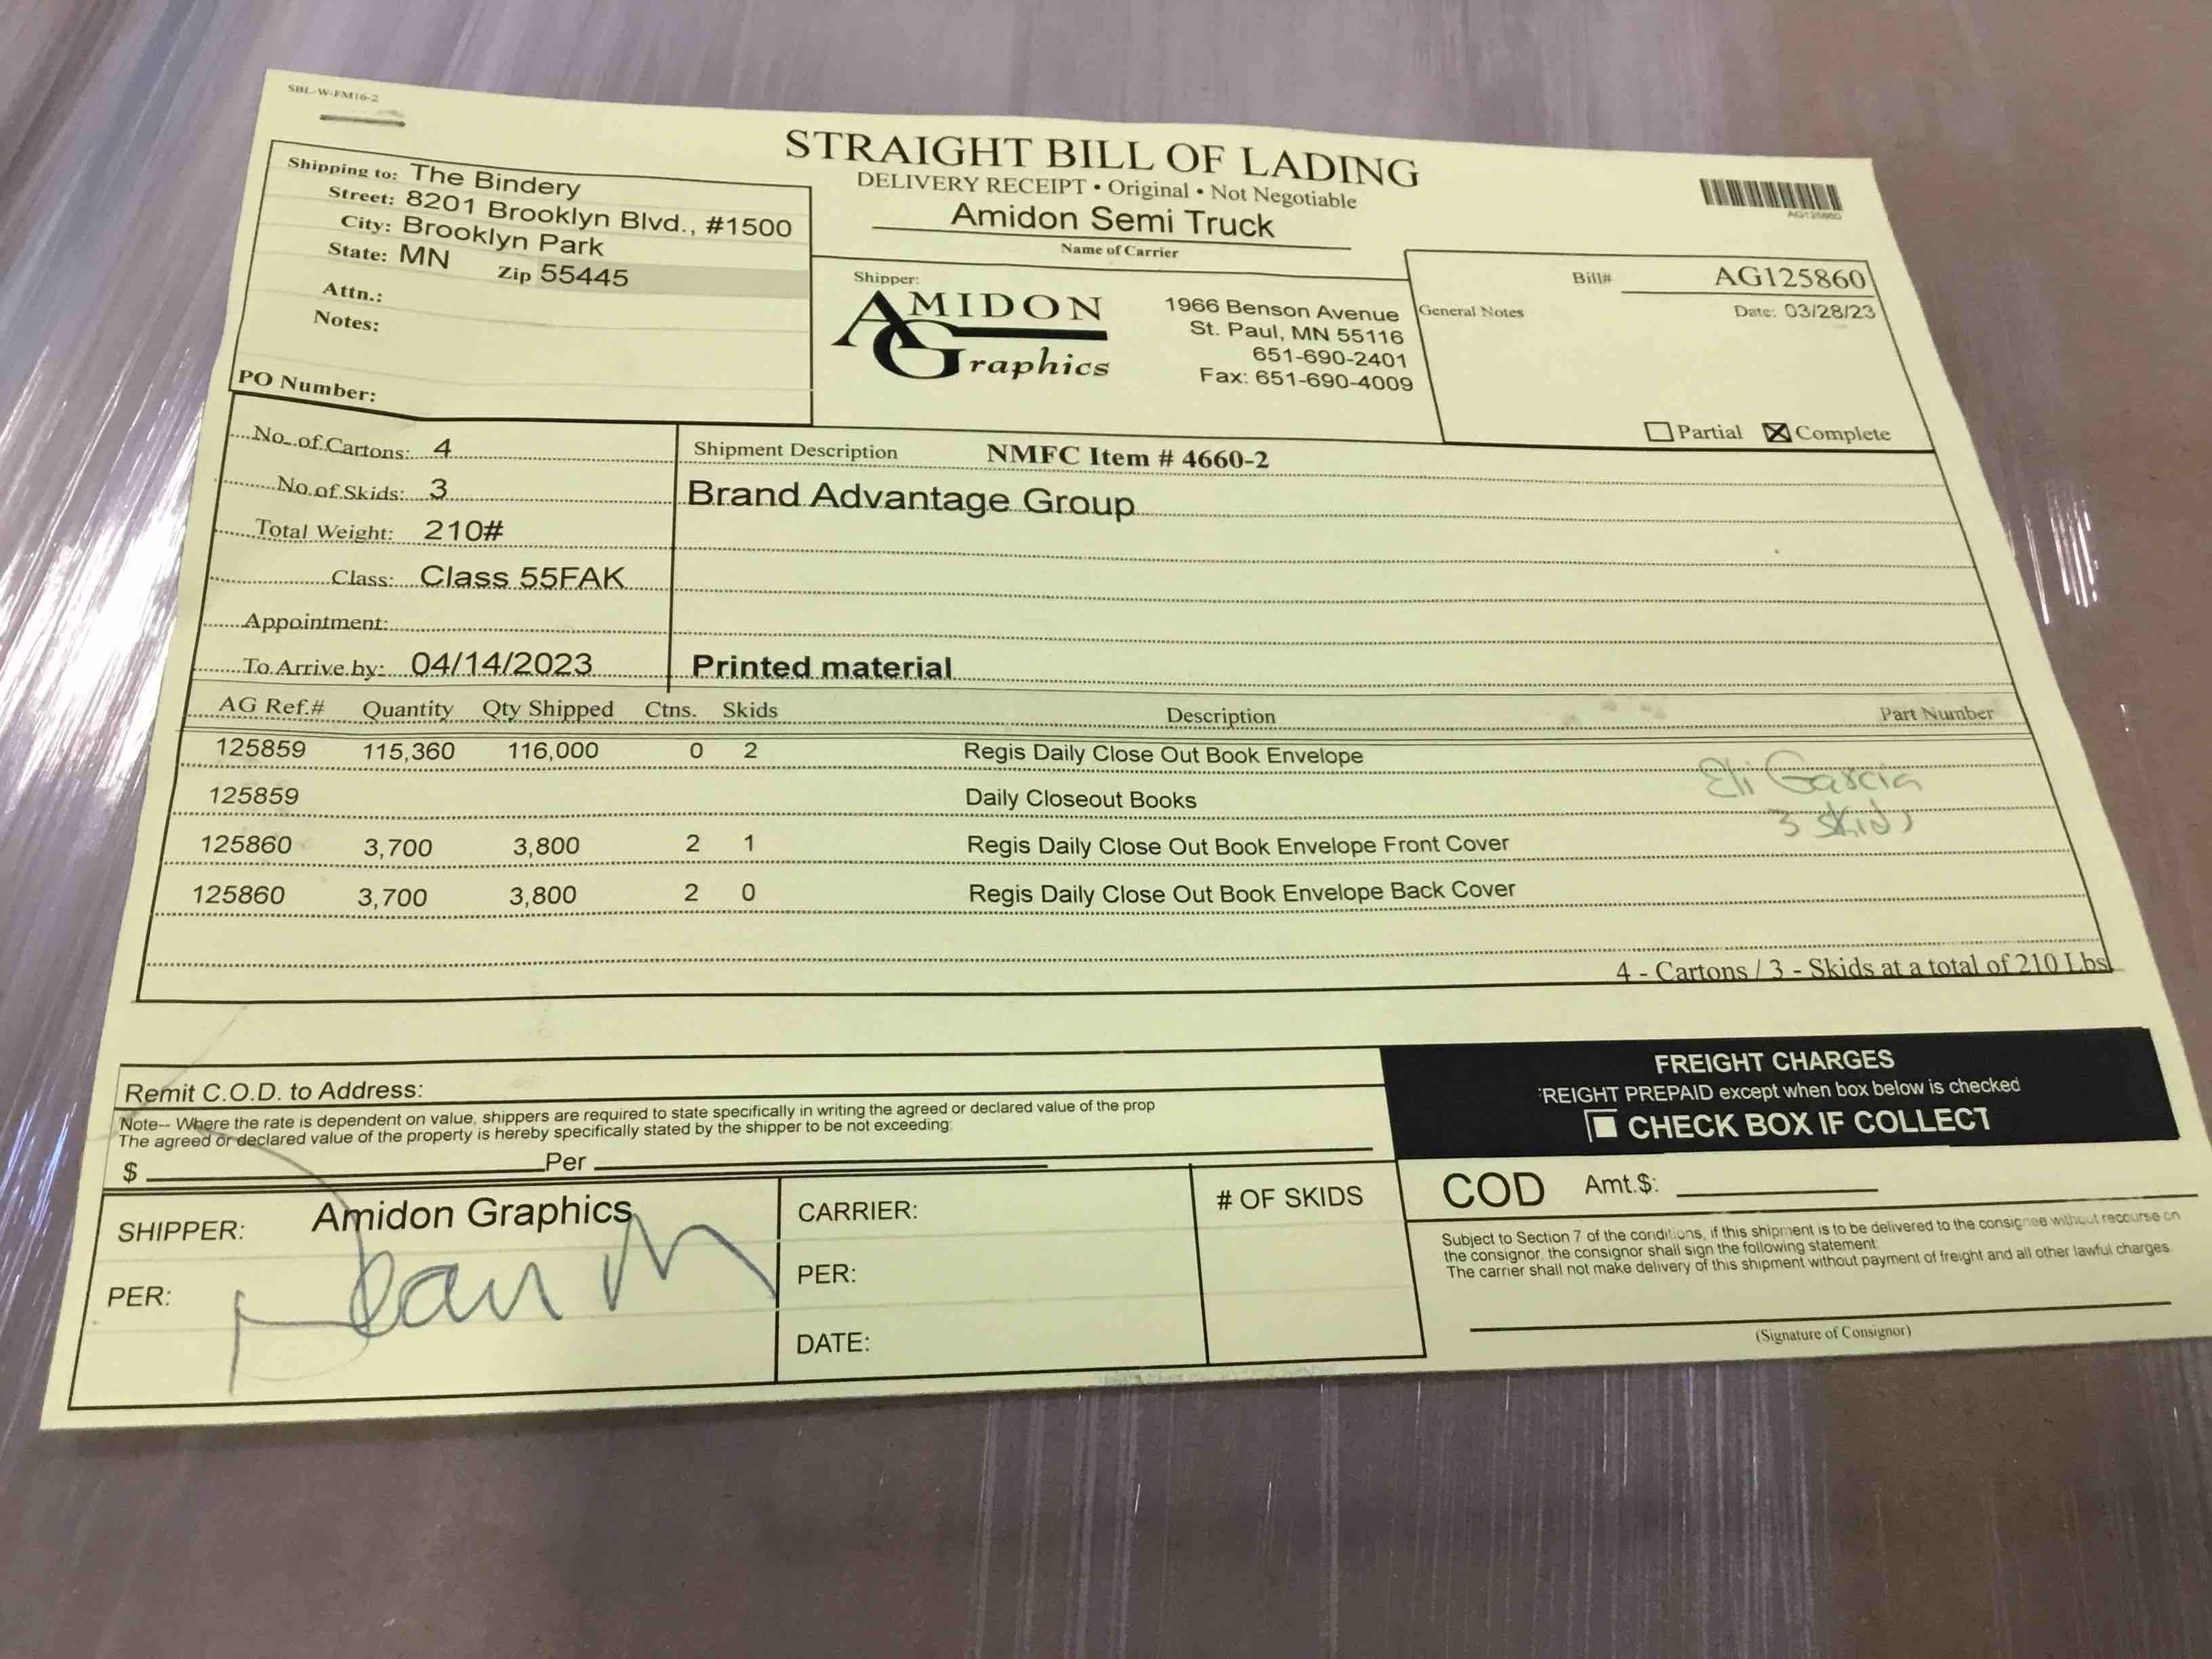 SBL-W-FM16-2
STRAIGHT BILL OF LADING
DELIVERY RECEIPT • Original • Not Negotiable
Amidon Semi Truck
Name of Carrier
AG125860
Shipping to: The Bindery
Street: 8201 Brooklyn Blvd., #1500
City: Brooklyn Park
State: MN Zip 55445
Attn.:
Notes:
PO Number:
Shipper:
AMIDON
Graphics
1966 Benson Avenue
St. Paul, MN 55116
651-690-2401
Fax: 651-690-4009
Bill# AG125860
General Notes Date: 03/28/23
Partial Complete
No. of Cartons: 4
No. of Skids: 3
Total Weight: 210#
Class: Class 55FAK
Appointment:
To Arrive by: 04/14/2023
Shipment Description NMFC Item # 4660-2
Brand Advantage Group
Printed material
AG Ref.# Quantity Qty Shipped Ctns. Skids Description Part Number
125859 115,360 116,000 0 2 Regis Daily Close Out Book Envelope
125859 Daily Closeout Books
125860 3,700 3,800 2 1 Regis Daily Close Out Book Envelope Front Cover
125860 3,700 3,800 2 0 Regis Daily Close Out Book Envelope Back Cover
Eli Garcia
3 skids
4 - Cartons / 3 - Skids at a total of 210 Lbs
Remit C.O.D. to Address:
Note-- Where the rate is dependent on value, shippers are required to state specifically in writing the agreed or declared value of the prop
The agreed or declared value of the property is hereby specifically stated by the shipper to be not exceeding:
$ Per
FREIGHT CHARGES
REIGHT PREPAID except when box below is checked
CHECK BOX IF COLLECT
SHIPPER: Amidon Graphics
PER:
CARRIER:
PER:
DATE:
# OF SKIDS
COD Amt.$:
Subject to Section 7 of the conditions, if this shipment is to be delivered to the consignee without recourse on
the consignor, the consignor shall sign the following statement:
The carrier shall not make delivery of this shipment without payment of freight and all other lawful charges.
(Signature of Consignor)